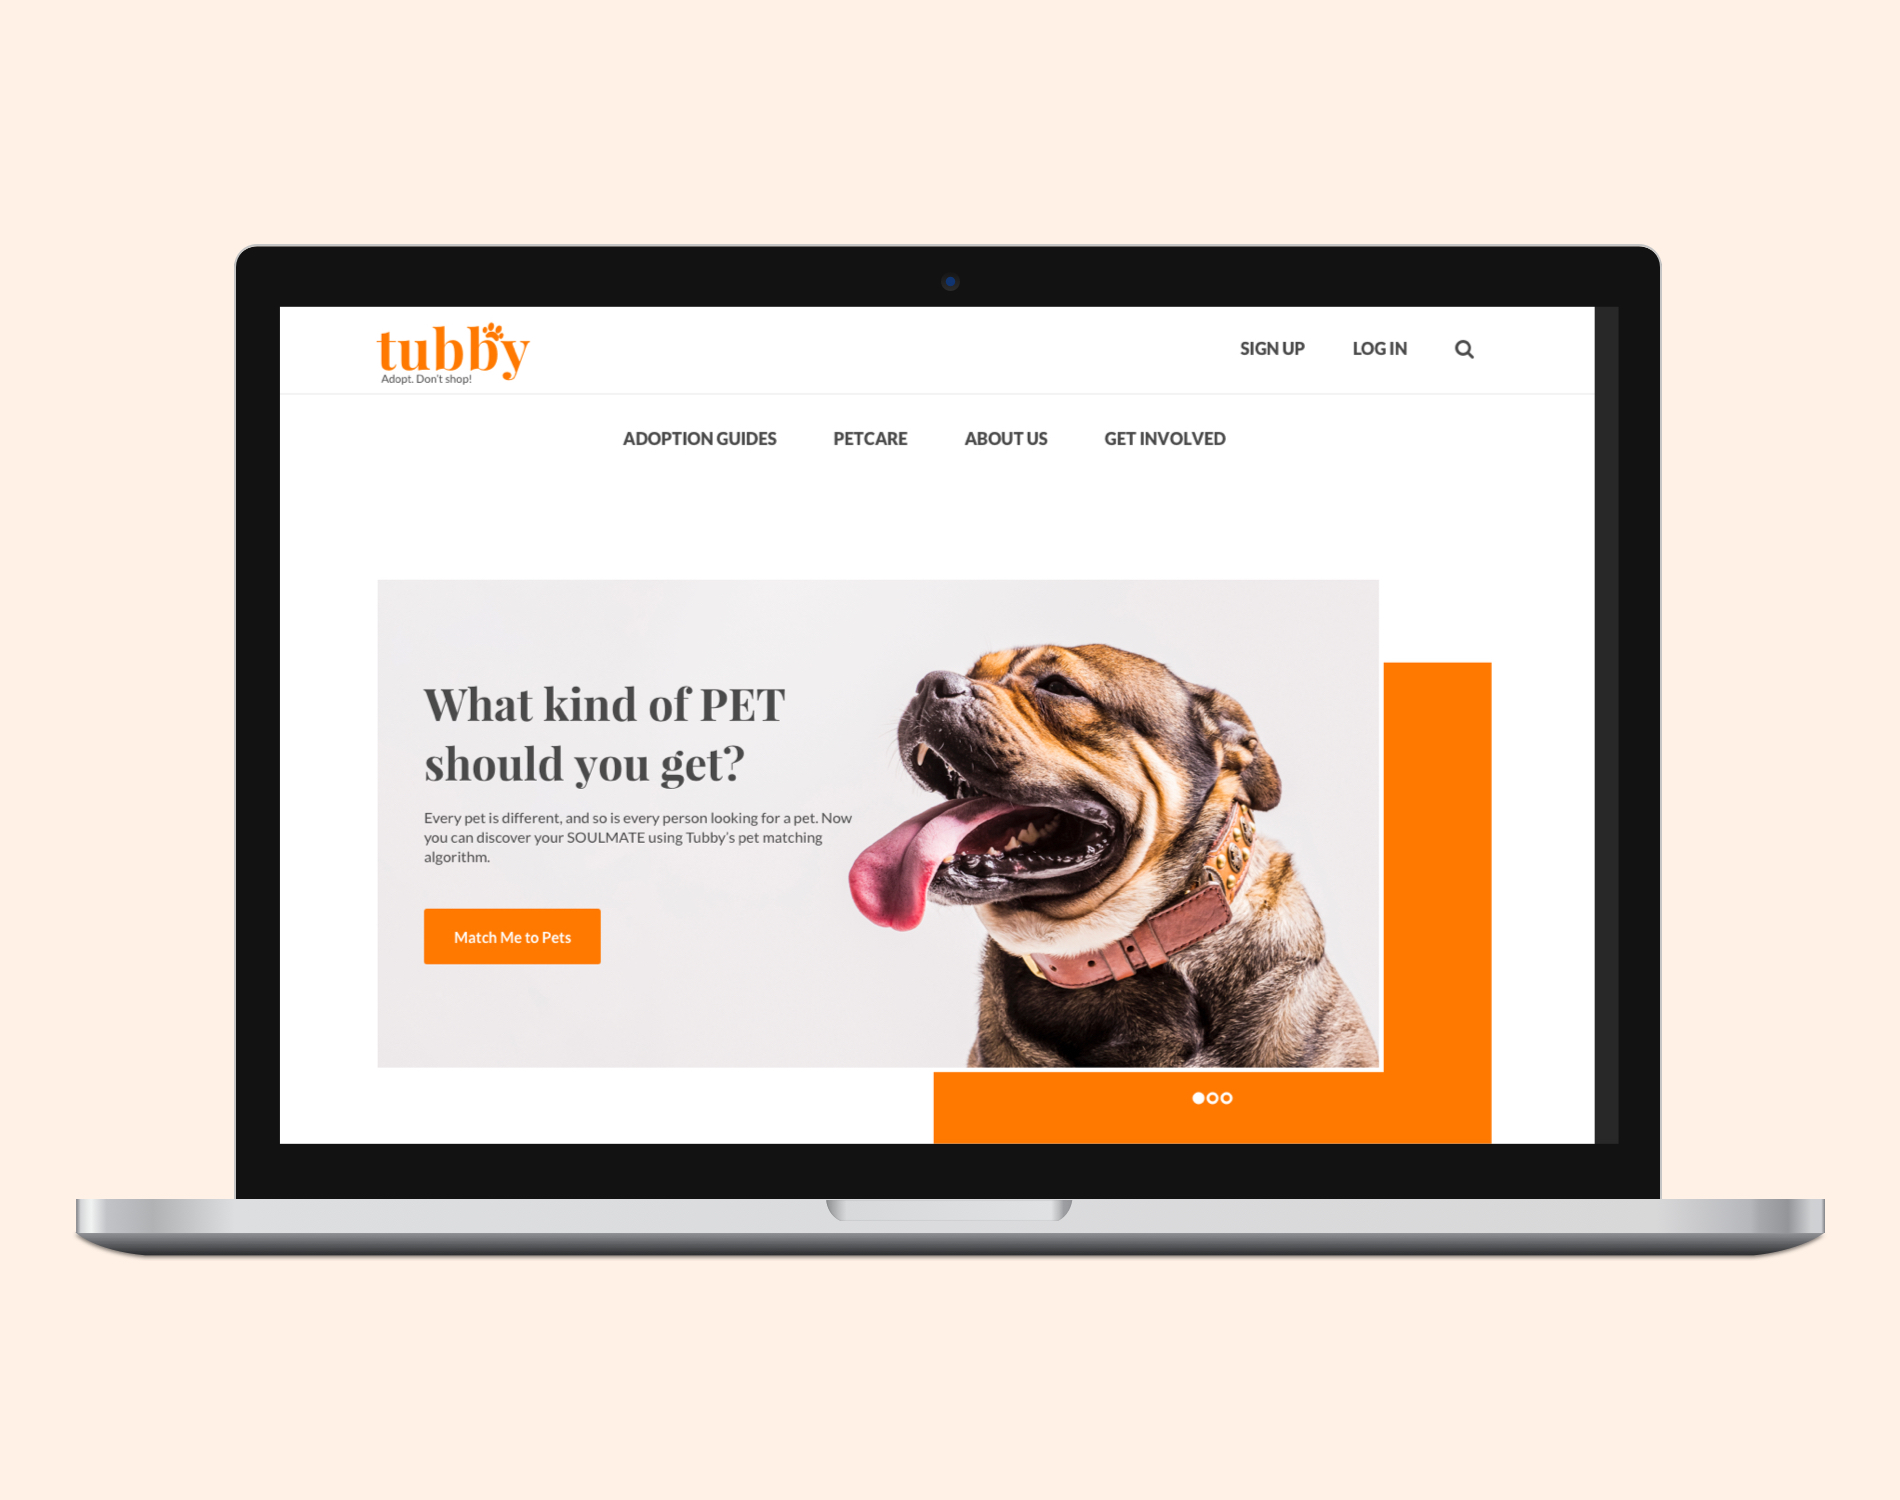 tubby
Adopt. Don't shop!
SIGN UP
LOG IN
ADOPTION GUIDES
PETCARE
ABOUT US
GET INVOLVED
What kind of PET
should you get?
Every pet is different, and so is every person looking for a pet. Now
you can discover your SOULMATE using Tubby's pet matching
algorithm.
Match Me to Pets